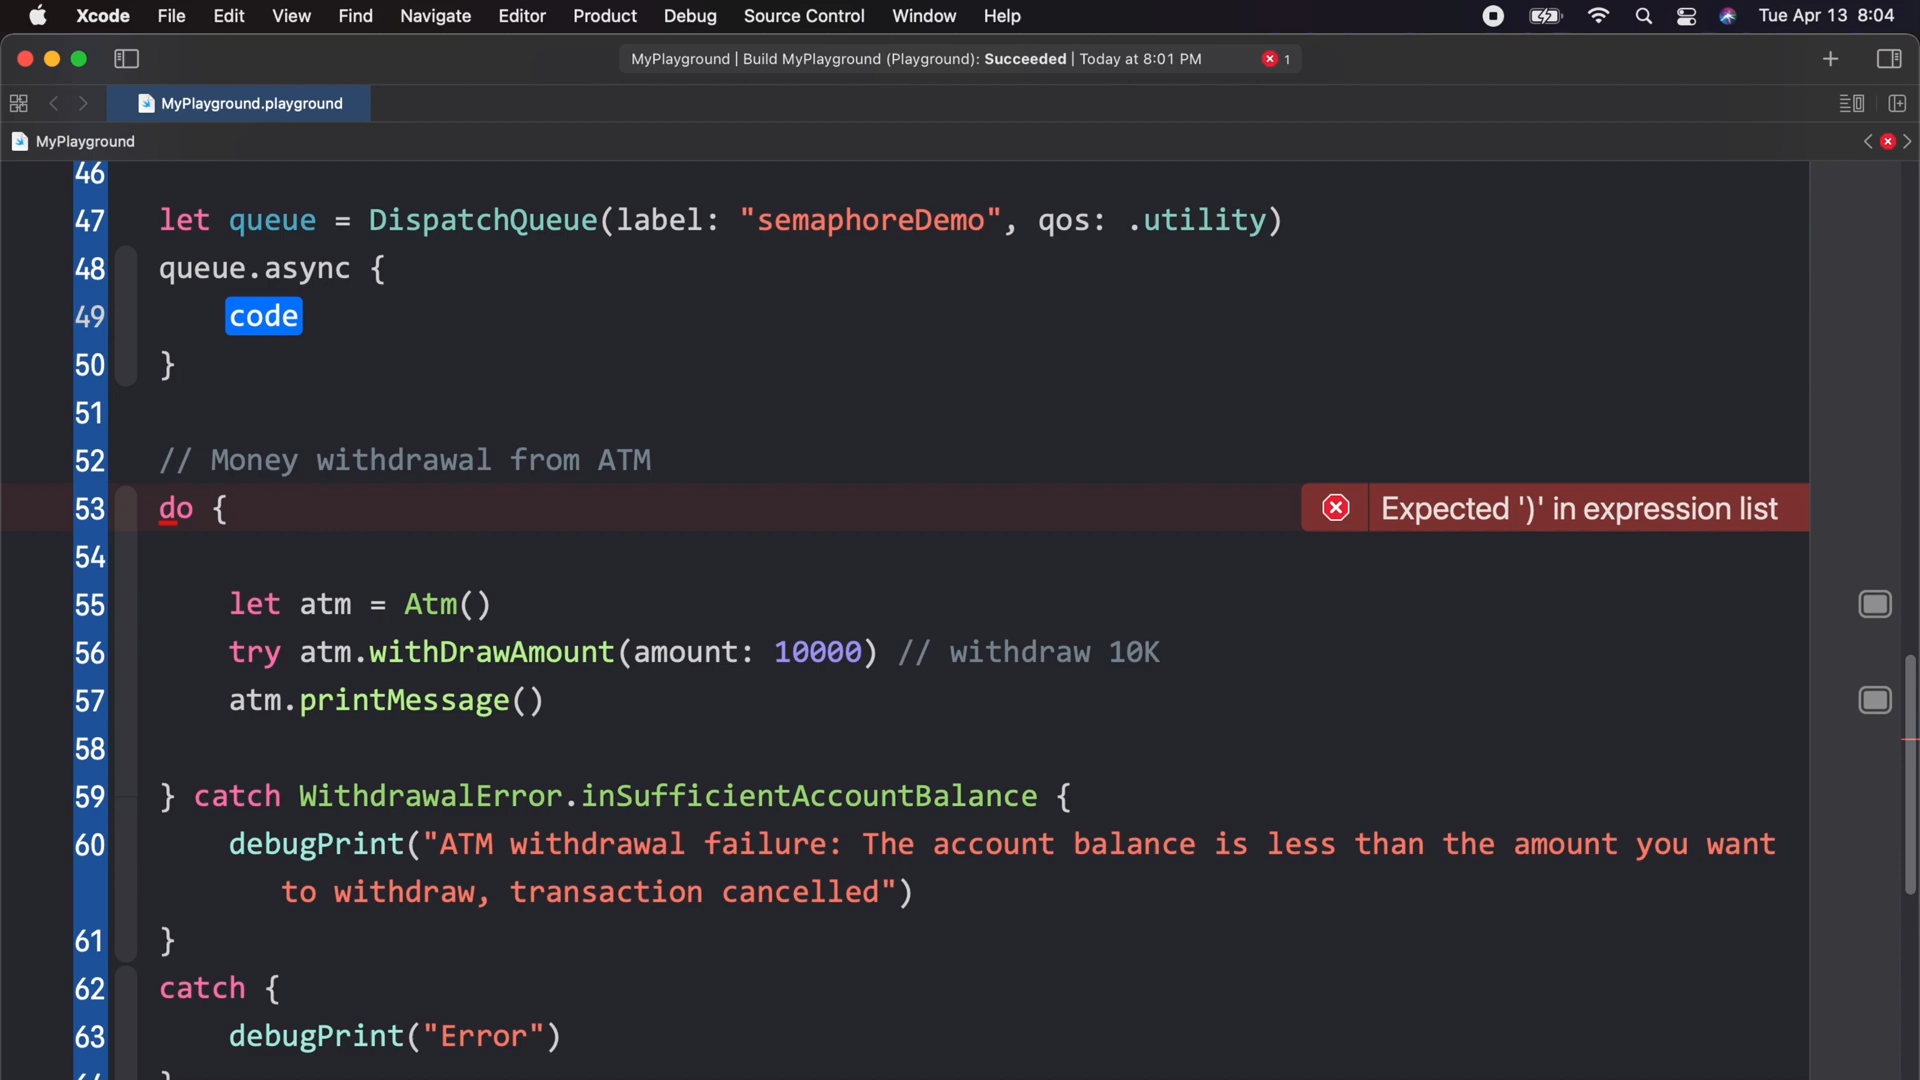 Xcode File Edit View Find Navigate Editor Product Debug Source Control Window Help Tue Apr 13 8:04
MyPlayground | Build MyPlayground (Playground): Succeeded | Today at 8:01 PM 1
MyPlayground.playground
MyPlayground
46
47 let queue = DispatchQueue(label: "semaphoreDemo", qos: .utility)
48 queue.async {
49 code
50 }
51
52 // Money withdrawal from ATM
53 do { Expected ')' in expression list
54
55 let atm = Atm()
56 try atm.withDrawAmount(amount: 10000) // withdraw 10K
57 atm.printMessage()
58
59 } catch WithdrawalError.inSufficientAccountBalance {
60 debugPrint("ATM withdrawal failure: The account balance is less than the amount you want
to withdraw, transaction cancelled")
61 }
62 catch {
63 debugPrint("Error")